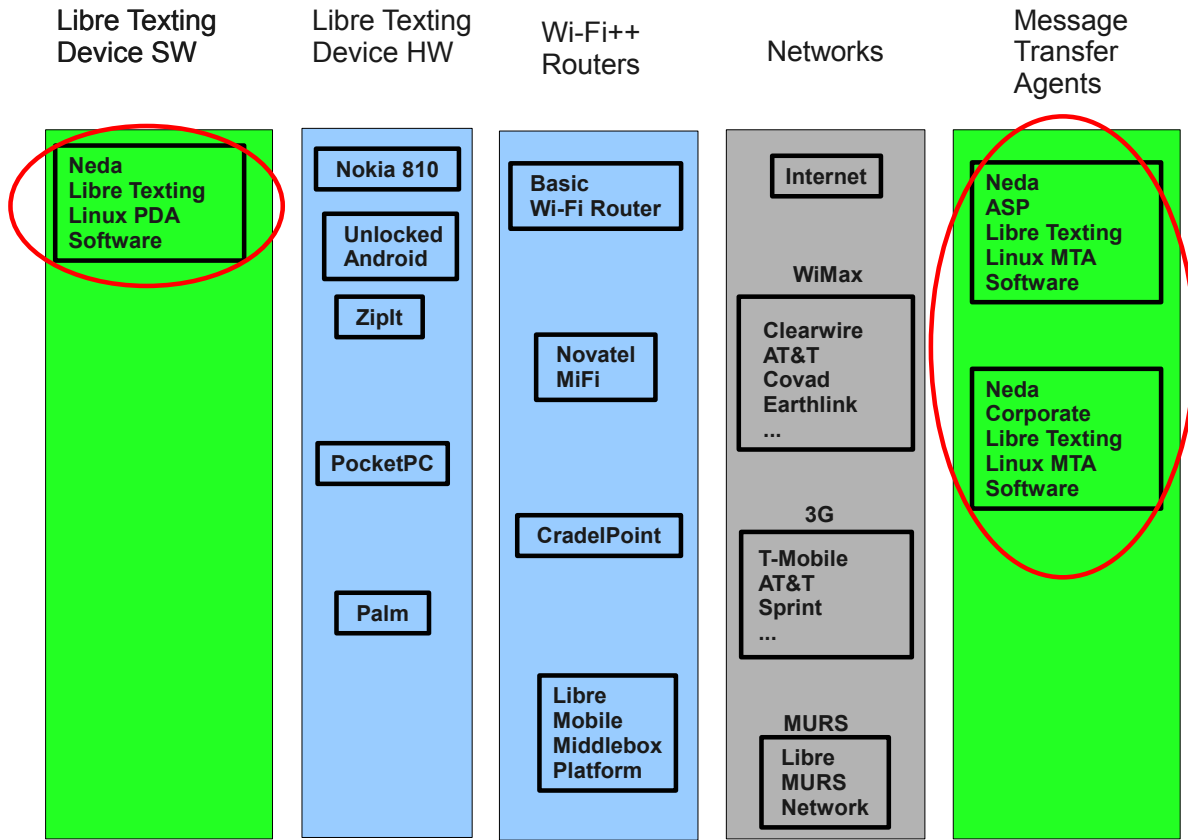 Libre Texting
Device SW
Libre Texting
Device HW
Wi-Fi++
Routers
Networks
Message
Transfer
Agents
Neda
Libre Texting
Linux PDA
Software
Nokia 810
Unlocked
Android
ZipIt
PocketPC
Palm
Basic
Wi-Fi Router
Novatel
MiFi
CradelPoint
Libre
Mobile
Middlebox
Platform
Internet
WiMax
Clearwire
AT&T
Covad
Earthlink
...
3G
T-Mobile
AT&T
Sprint
...
MURS
Libre
MURS
Network
Neda
ASP
Libre Texting
Linux MTA
Software
Neda
Corporate
Libre Texting
Linux MTA
Software